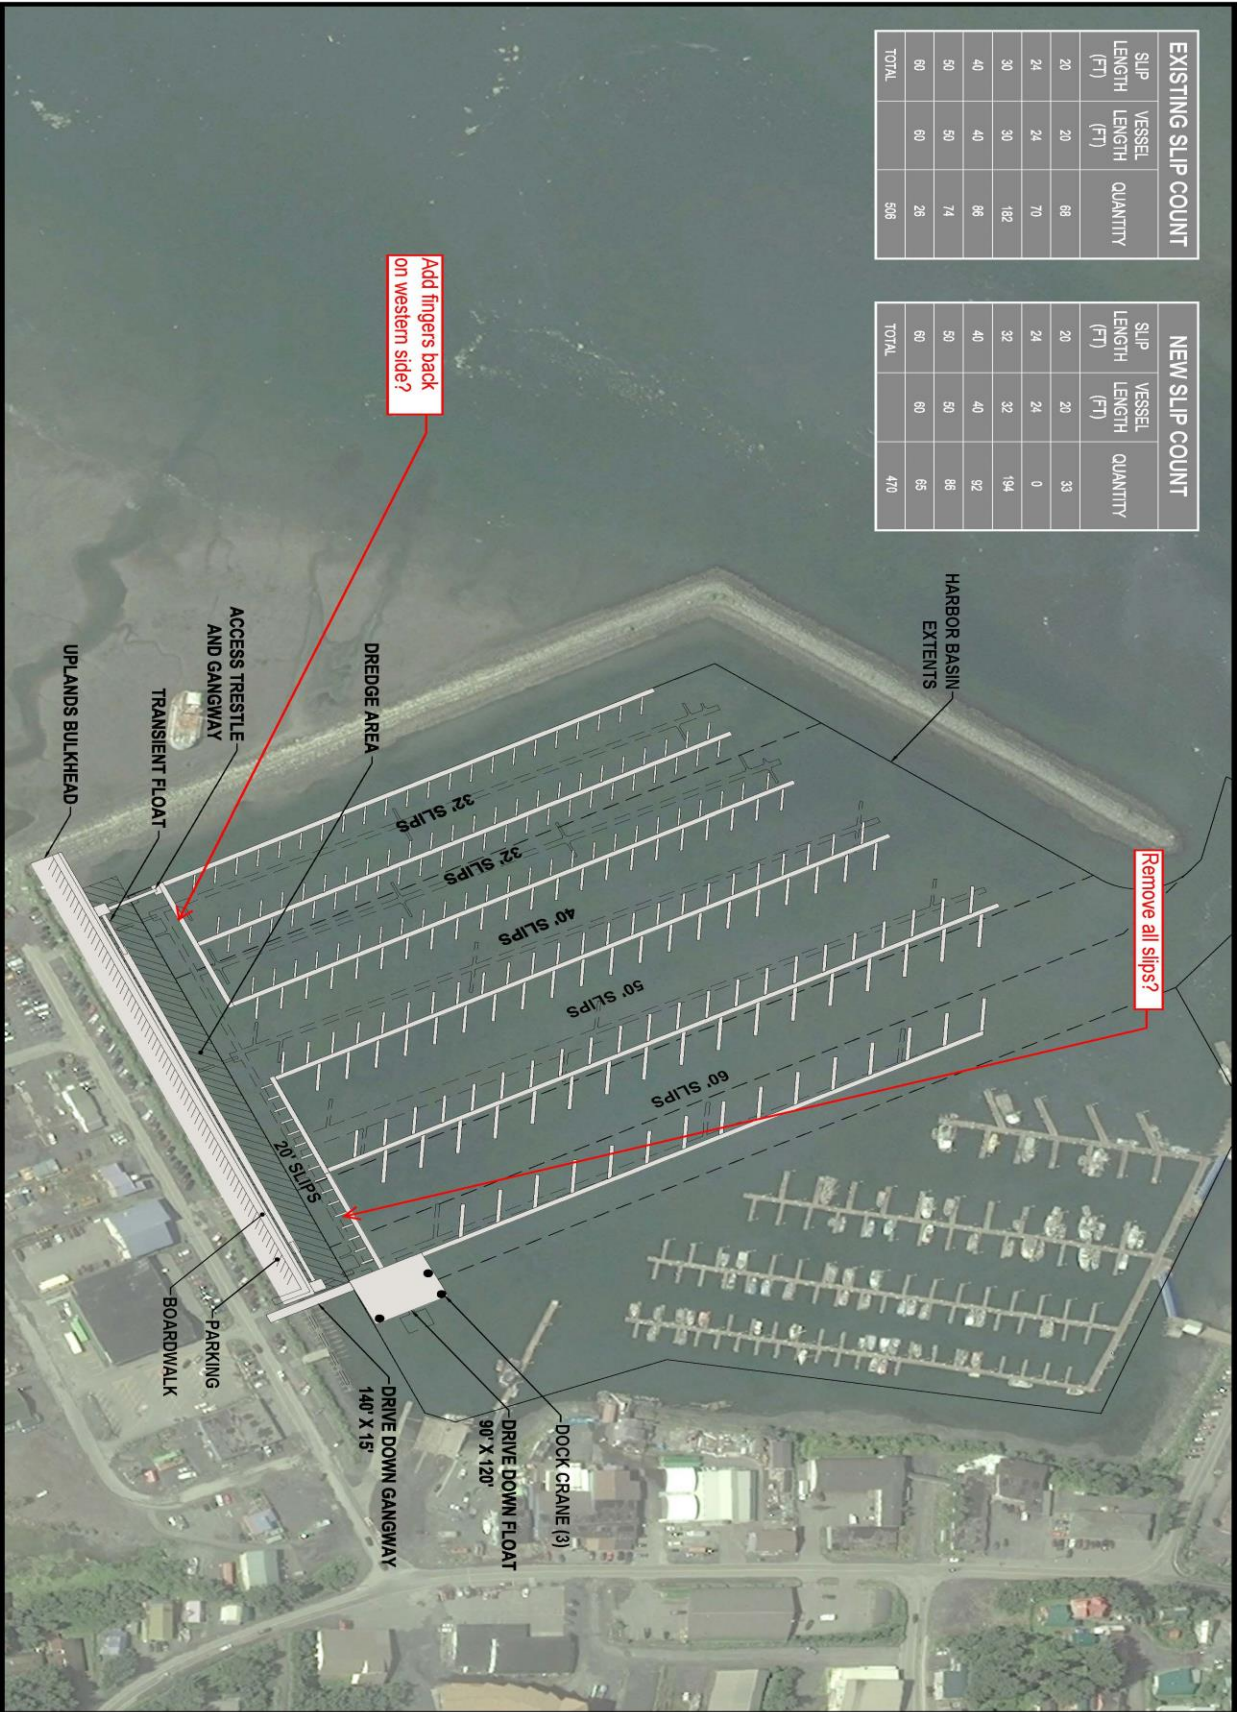 EXISTING SLIP COUNT
SLIP LENGTH (FT) VESSEL LENGTH (FT) QUANTITY
20 20 68
24 24 70
30 30 182
40 40 86
50 50 74
60 60 26
TOTAL 506
NEW SLIP COUNT
SLIP LENGTH (FT) VESSEL LENGTH (FT) QUANTITY
20 20 33
24 24 0
32 32 194
40 40 92
50 50 86
60 60 65
TOTAL 470
Add fingers back
on western side?
HARBOR BASIN
EXTENTS
Remove all slips?
ACCESS TRESTLE
AND GANGWAY
DREDGE AREA
TRANSIENT FLOAT
UPLANDS BULKHEAD
32' SLIPS
32' SLIPS
40' SLIPS
50' SLIPS
60' SLIPS
20' SLIPS
PARKING
BOARDWALK
DRIVE DOWN GANGWAY
140' X 15'
DRIVE DOWN FLOAT
90' X 120'
DOCK CRANE (3)